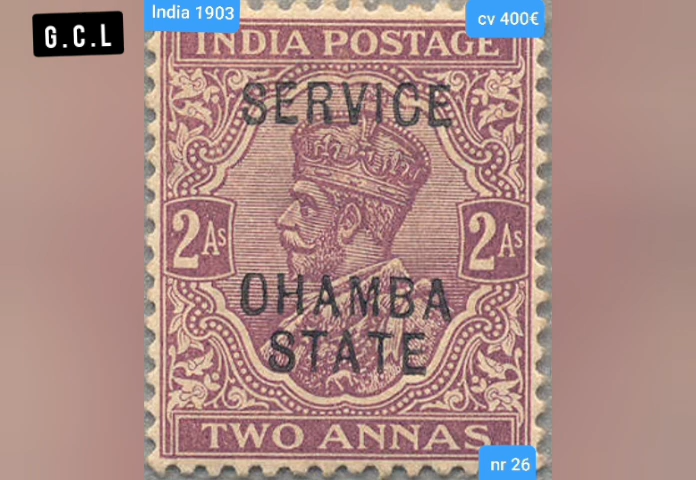 India 1903
cv 400€
G.C.L
INDIA POSTAGE
SERVICE
2As 2As
OHAMBA
STATE
TWO ANNAS
nr 26